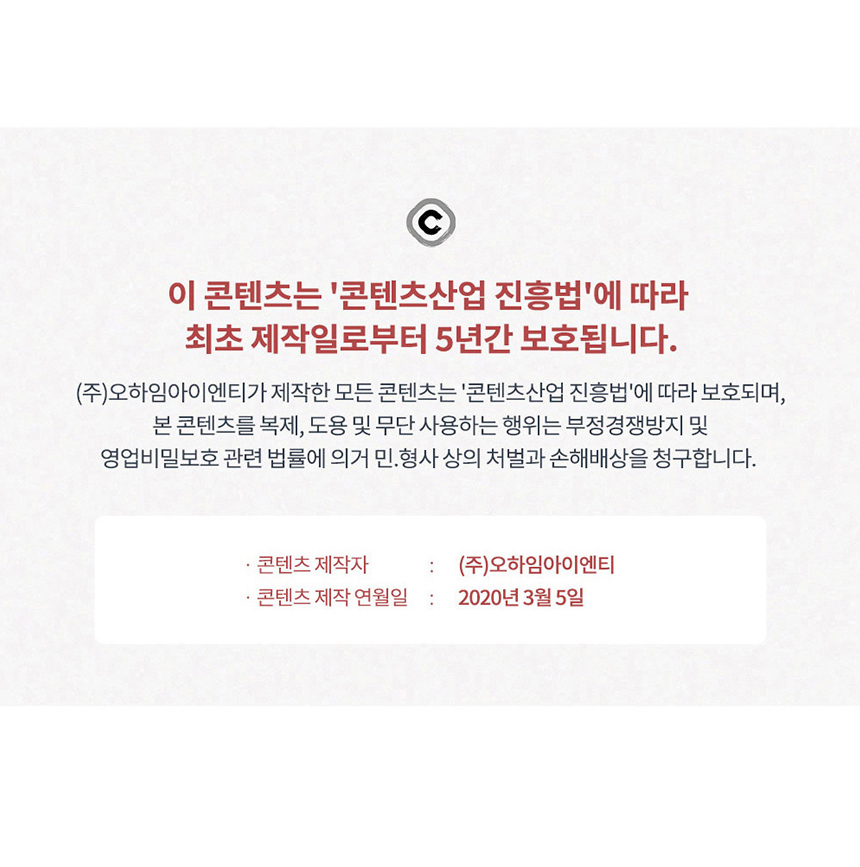 C
이 콘텐츠는 '콘텐츠산업 진흥법'에 따라
최초 제작일로부터 5년간 보호됩니다.
(주)오하임아이엔티가 제작한 모든 콘텐츠는 '콘텐츠산업 진흥법'에 따라 보호되며,
본 콘텐츠를 복제, 도용 및 무단 사용하는 행위는 부정경쟁방지 및
영업비밀보호 관련 법률에 의거 민.형사 상의 처벌과 손해배상을 청구합니다.
· 콘텐츠 제작자 : (주)오하임아이엔티
· 콘텐츠 제작 연월일 : 2020년 3월 5일